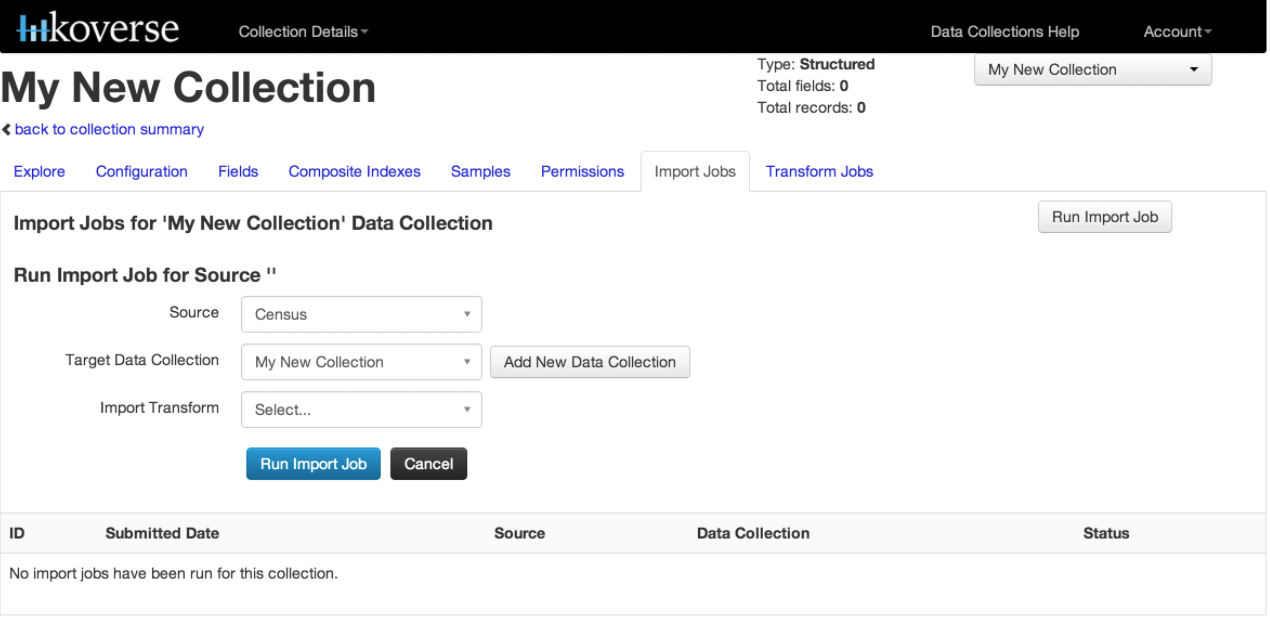 koverse Collection Details Data Collections Help Account
My New Collection
Type: Structured
Total fields: 0
Total records: 0
My New Collection
back to collection summary
Explore Configuration Fields Composite Indexes Samples Permissions Import Jobs Transform Jobs
Import Jobs for 'My New Collection' Data Collection
Run Import Job
Run Import Job for Source ''
Source Census
Target Data Collection My New Collection Add New Data Collection
Import Transform Select...
Run Import Job Cancel
ID Submitted Date Source Data Collection Status
No import jobs have been run for this collection.